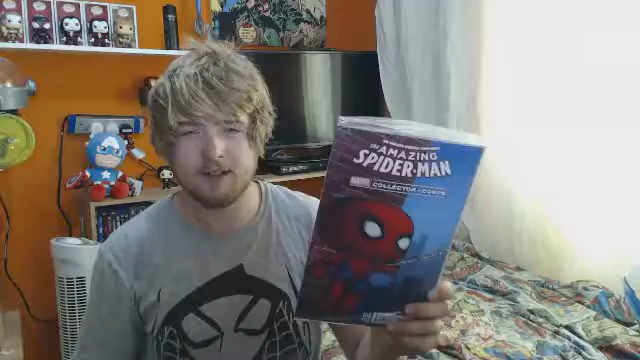 THE AMAZING
SPIDER-MAN
MARVEL
COLLECTOR CORPS